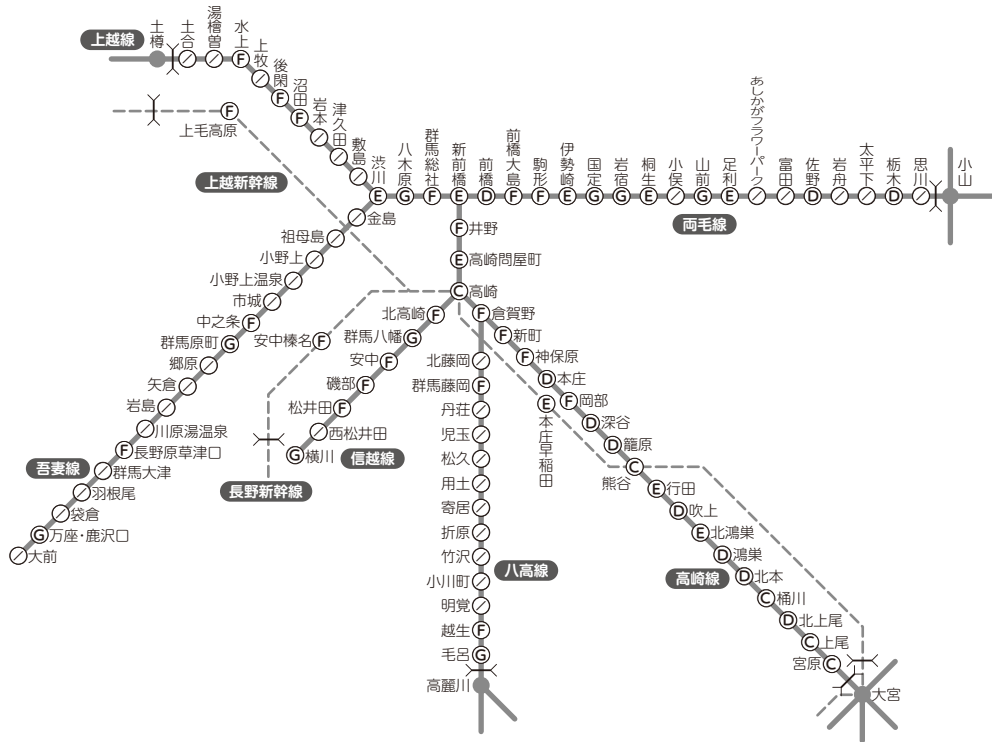 上越線
土樽
土合
湯檜曽
水上
上牧
後閑
沼田
岩本
津久田
敷島
渋川
上毛高原
上越新幹線
八木原
群馬総社
新前橋
前橋
前橋大島
駒形
伊勢崎
国定
岩宿
桐生
小俣
山前
足利
あしかがフラワーパーク
富田
佐野
岩舟
大平下
栃木
思川
小山
両毛線
金島
祖母島
小野上
小野上温泉
市城
中之条
群馬原町
郷原
矢倉
岩島
川原湯温泉
長野原草津口
群馬大津
羽根尾
袋倉
万座・鹿沢口
大前
吾妻線
井野
高崎問屋町
高崎
北高崎
群馬八幡
安中
磯部
松井田
西松井田
横川
信越線
安中榛名
長野新幹線
倉賀野
北藤岡
群馬藤岡
丹荘
児玉
松久
用土
寄居
折原
竹沢
小川町
明覚
越生
毛呂
高麗川
八高線
新町
神保原
本庄
本庄早稲田
岡部
深谷
籠原
熊谷
行田
吹上
北鴻巣
鴻巣
北本
桶川
北上尾
上尾
宮原
大宮
高崎線
F
F
F
F
E
G
F
E
D
F
F
E
G
G
E
G
E
D
D
F
G
F
G
F
E
C
F
G
F
F
F
G
F
F
F
F
G
F
F
D
E
F
D
D
C
E
D
E
D
D
C
D
C
C